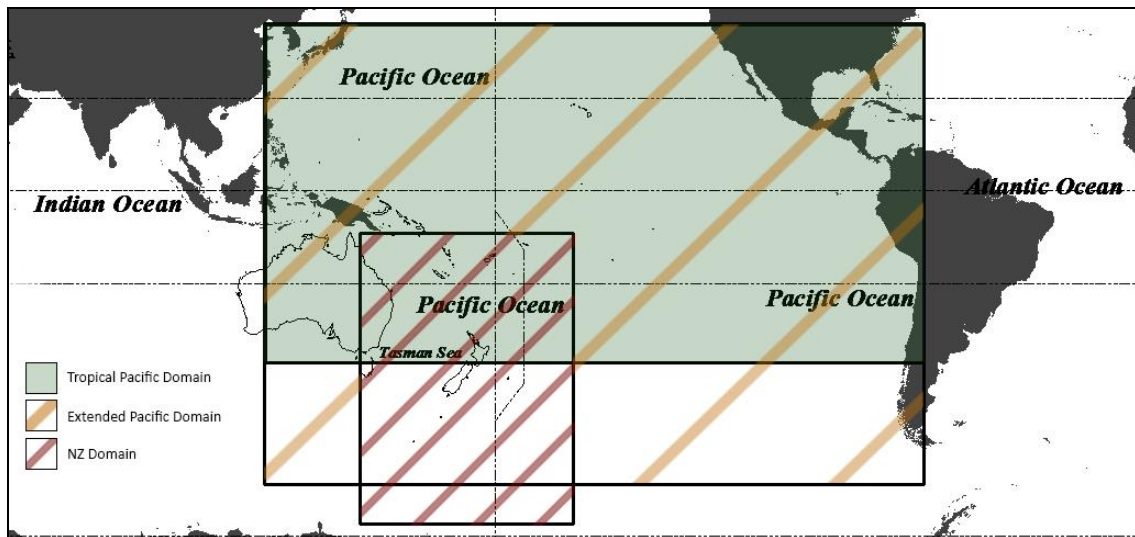 Pacific Ocean
Indian Ocean
Atlantic Ocean
Pacific Ocean
Pacific Ocean
Tasman Sea
Tropical Pacific Domain
Extended Pacific Domain
NZ Domain